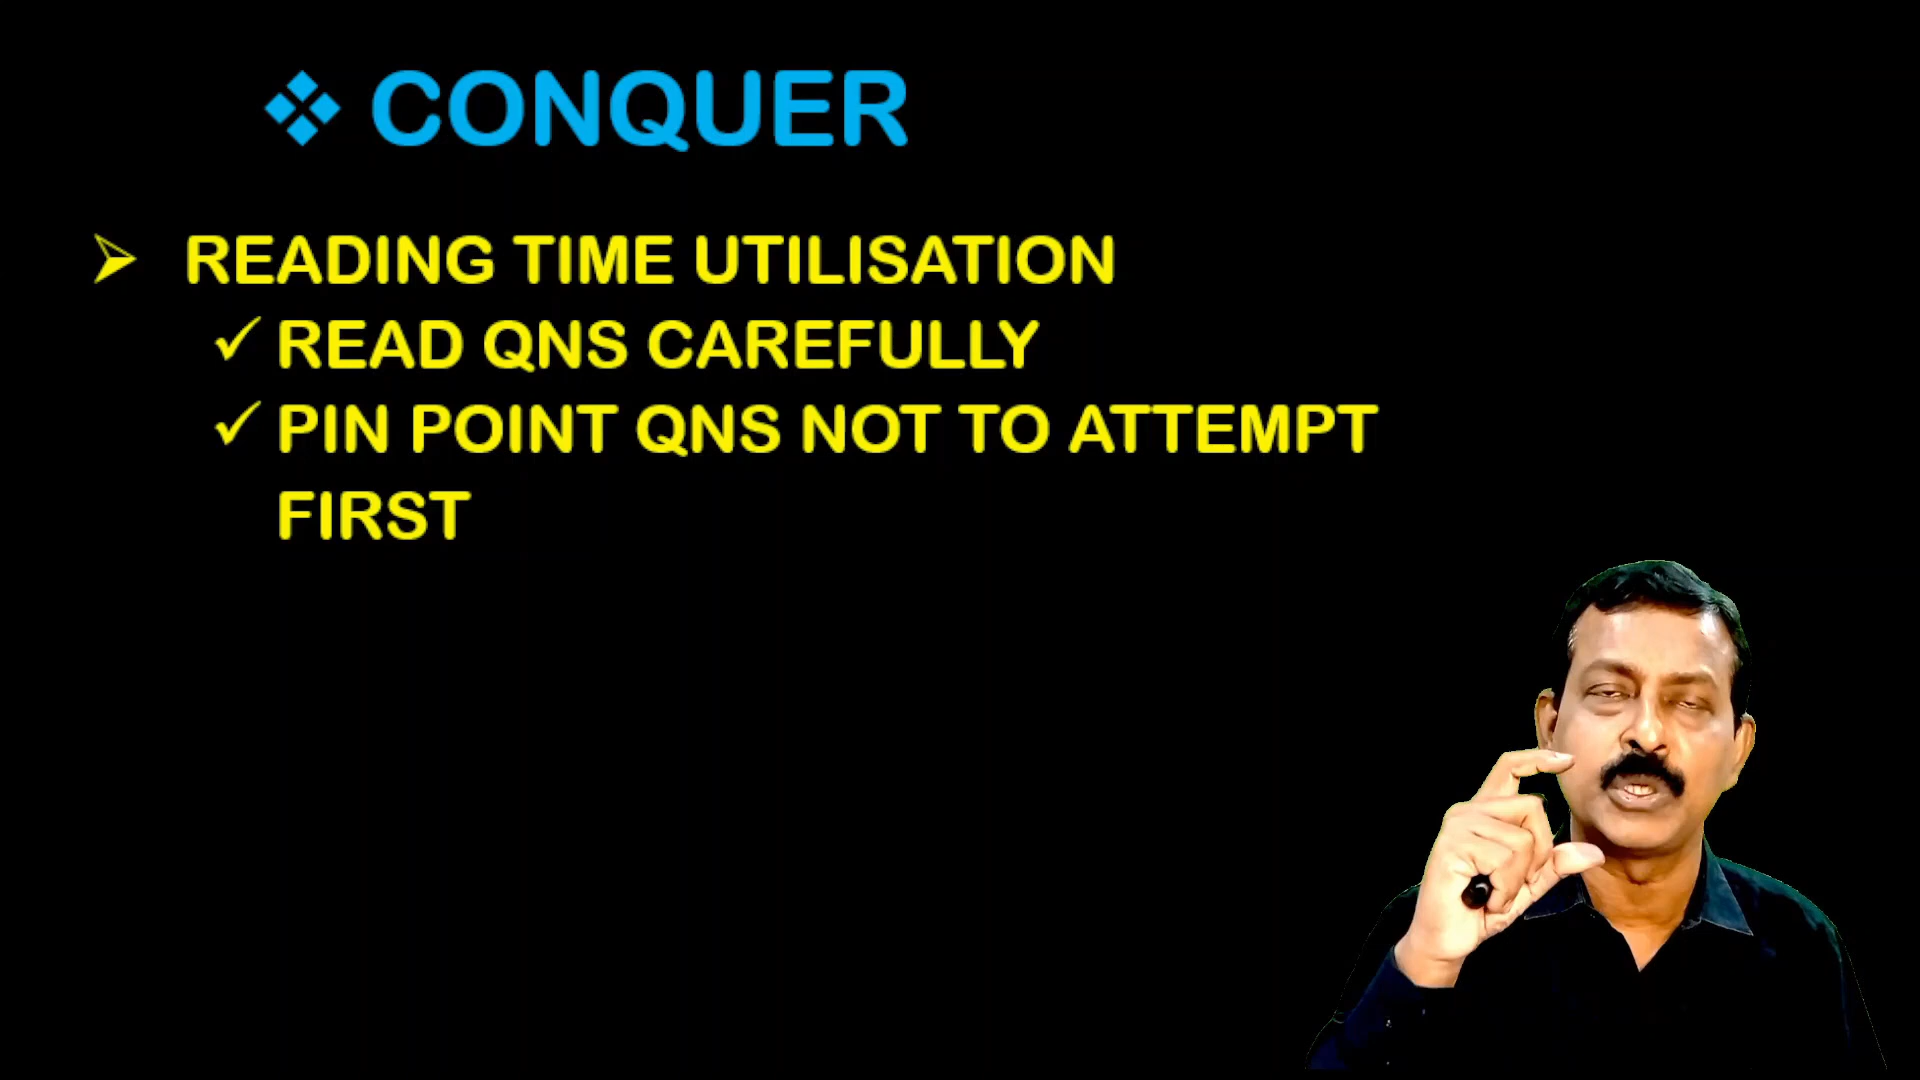 ❖ CONQUER
➢ READING TIME UTILISATION
✓ READ QNS CAREFULLY
✓ PIN POINT QNS NOT TO ATTEMPT
FIRST